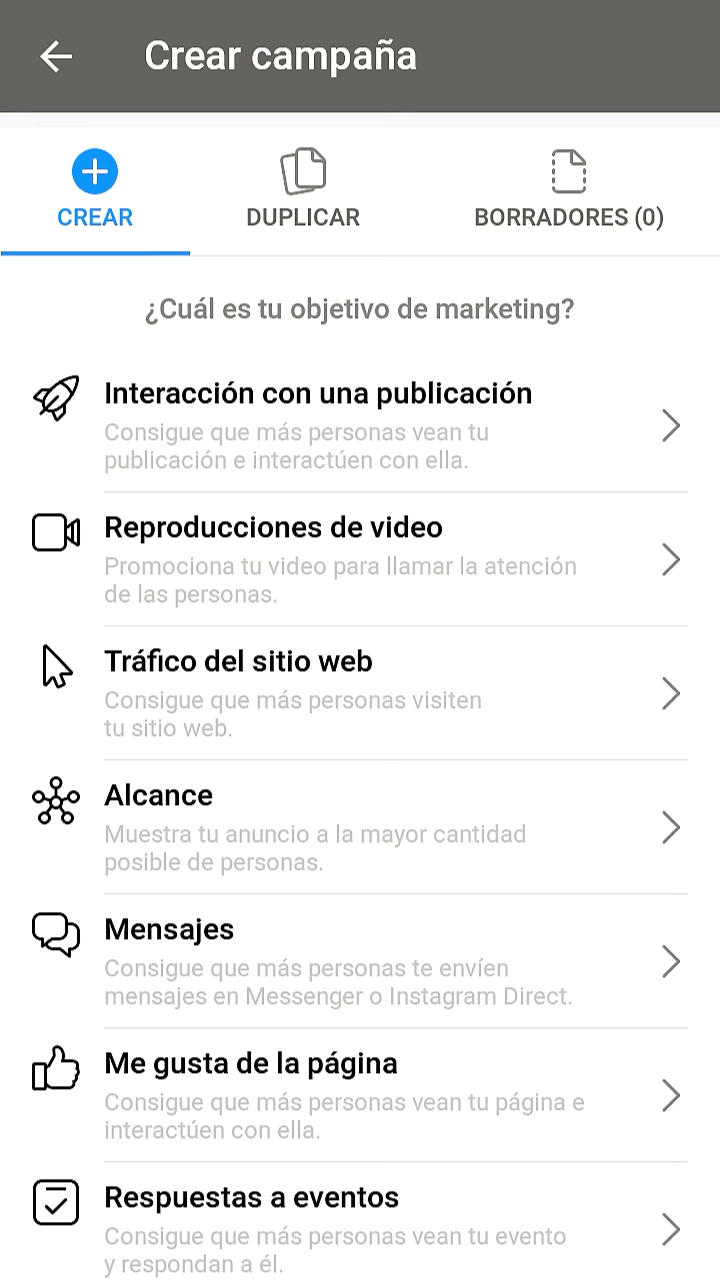 Crear campaña
CREAR
DUPLICAR
BORRADORES (0)
¿Cuál es tu objetivo de marketing?
Interacción con una publicación
Consigue que más personas vean tu
publicación e interactúen con ella.
Reproducciones de video
Promociona tu video para llamar la atención
de las personas.
Tráfico del sitio web
Consigue que más personas visiten
tu sitio web.
Alcance
Muestra tu anuncio a la mayor cantidad
posible de personas.
Mensajes
Consigue que más personas te envíen
mensajes en Messenger o Instagram Direct.
Me gusta de la página
Consigue que más personas vean tu página e
interactúen con ella.
Respuestas a eventos
Consigue que más personas vean tu evento
y respondan a él.